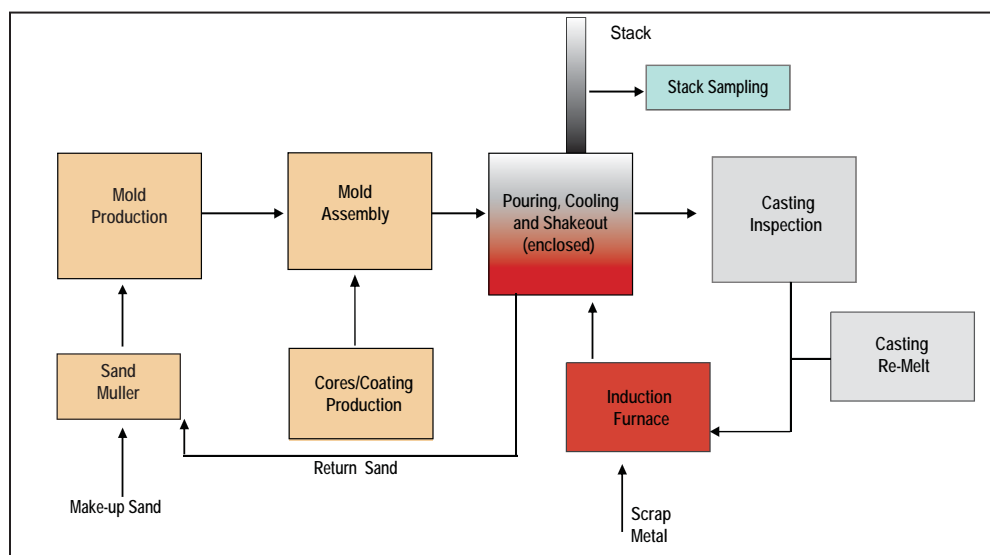 Stack
Stack Sampling
Mold
Production
Mold
Assembly
Pouring, Cooling
and Shakeout
(enclosed)
Casting
Inspection
Sand
Muller
Cores/Coating
Production
Induction
Furnace
Casting
Re-Melt
Return Sand
Make-up Sand
Scrap
Metal